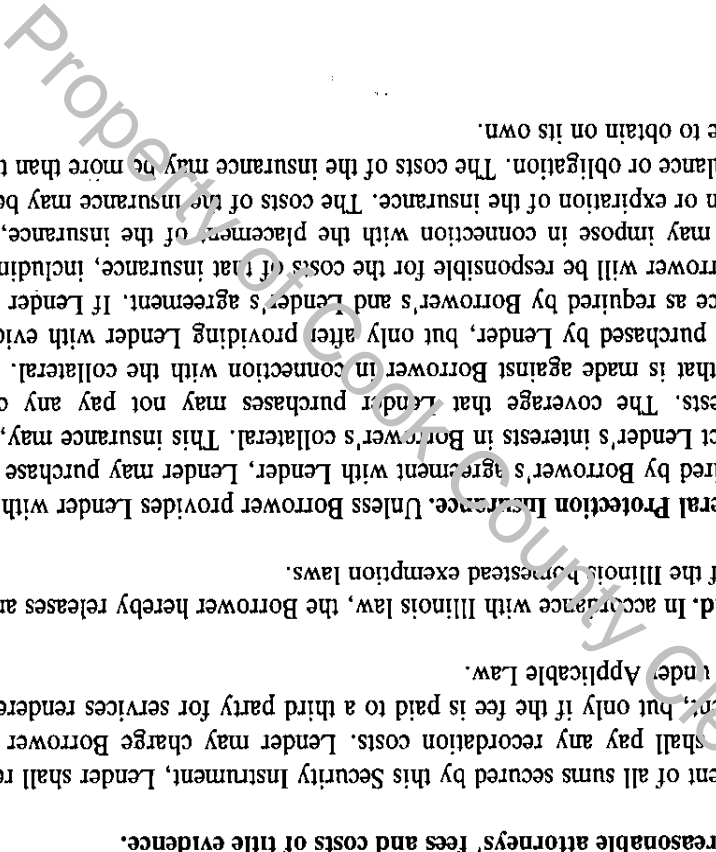 reasonable attorneys' fees and costs of title evidence.
ent of all sums secured by this Security Instrument, Lender shall re
shall pay any recordation costs. Lender may charge Borrower
ent, but only if the fee is paid to a third party for services rendere
under Applicable Law.
d. In accordance with Illinois law, the Borrower hereby releases an
f the Illinois homestead exemption laws.
eral Protection Insurance. Unless Borrower provides Lender with
ired by Borrower's agreement with Lender, Lender may purchase
ct Lender's interests in Borrower's collateral. This insurance may,
ests. The coverage that Lender purchases may not pay any c
that is made against Borrower in connection with the collateral.
purchased by Lender, but only after providing Lender with evic
ce as required by Borrower's and Lender's agreement. If Lender
rrower will be responsible for the costs of that insurance, includin
may impose in connection with the placement of the insurance,
n or expiration of the insurance. The costs of the insurance may be
lance or obligation. The costs of the insurance may be more than t
e to obtain on its own.
Property of Cook County Cle